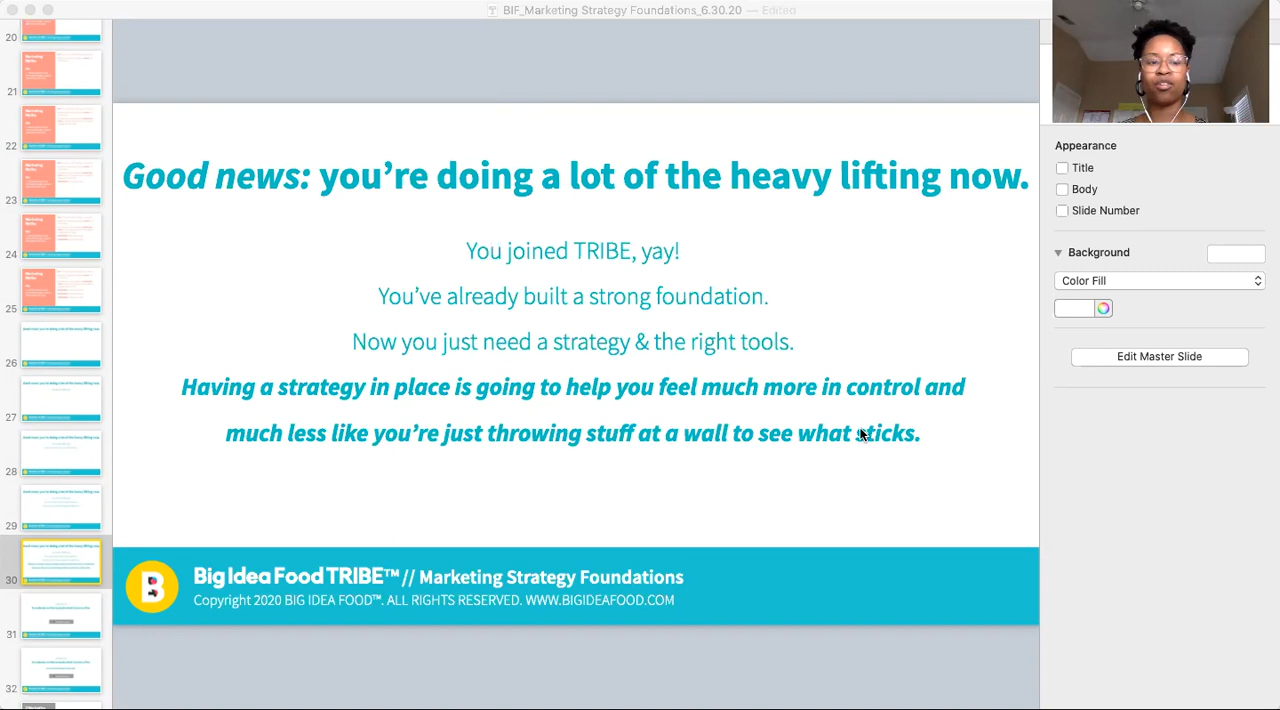 BIF_Marketing Strategy Foundations_6.30.20 — Edited
20
21
22
23
24
25
26
27
28
29
30
31
32
Good news: you’re doing a lot of the heavy lifting now.
You joined TRIBE, yay!
You’ve already built a strong foundation.
Now you just need a strategy & the right tools.
Having a strategy in place is going to help you feel much more in control and
much less like you’re just throwing stuff at a wall to see what sticks.
B
Big Idea Food TRIBE™ // Marketing Strategy Foundations
Copyright 2020 BIG IDEA FOOD™. ALL RIGHTS RESERVED. WWW.BIGIDEAFOOD.COM
Appearance
Title
Body
Slide Number
Background
Color Fill
Edit Master Slide